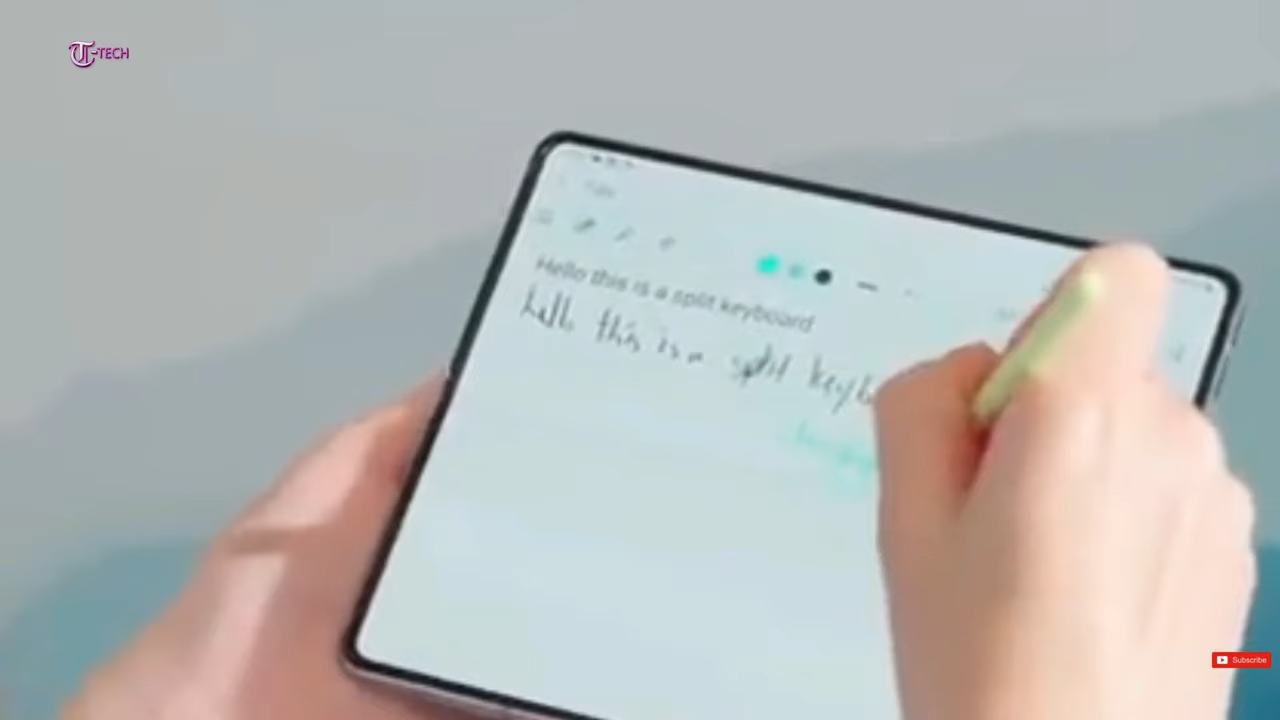 T-TECH
Hello this is a split keyboard
hello this is a split keyb
Subscribe